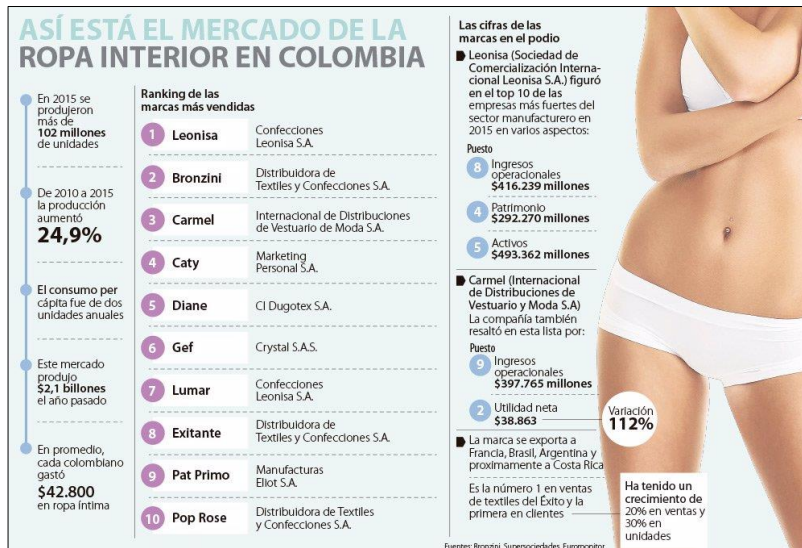 ASÍ ESTÁ EL MERCADO DE LA
ROPA INTERIOR EN COLOMBIA
En 2015 se
produjeron
más de
102 millones
de unidades
De 2010 a 2015
la producción
aumentó
24,9%
El consumo per
cápita fue de dos
unidades anuales
Este mercado
produjo
$2,1 billones
el año pasado
En promedio,
cada colombiano
gastó
$42.800
en ropa íntima
Ranking de las
marcas más vendidas
1 Leonisa
Confecciones
Leonisa S.A.
2 Bronzini
Distribuidora de
Textiles y Confecciones S.A.
3 Carmel
Internacional de Distribuciones
de Vestuario de Moda S.A.
4 Caty
Marketing
Personal S.A.
5 Diane
CI Dugotex S.A.
6 Gef
Crystal S.A.S.
7 Lumar
Confecciones
Leonisa S.A.
8 Exitante
Distribuidora de
Textiles y Confecciones S.A.
9 Pat Primo
Manufacturas
Eliot S.A.
10 Pop Rose
Distribuidora de Textiles
y Confecciones S.A.
Las cifras de las
marcas en el podio
Leonisa (Sociedad de
Comercialización Interna-
cional Leonisa S.A.) figuró
en el top 10 de las
empresas más fuertes del
sector manufacturero en
2015 en varios aspectos:
Puesto
8 Ingresos
operacionales
$416.239 millones
4 Patrimonio
$292.270 millones
5 Activos
$493.362 millones
Carmel (Internacional
de Distribuciones de
Vestuario y Moda S.A)
La compañía también
resaltó en esta lista por:
Puesto
9 Ingresos
operacionales
$397.765 millones
2 Utilidad neta
$38.863
Variación
112%
La marca se exporta a
Francia, Brasil, Argentina y
proximamente a Costa Rica
Es la número 1 en ventas
de textiles del Éxito y la
primera en clientes
Ha tenido un
crecimiento de
20% en ventas y
30% en
unidades
Fuentes: Bronzini, Supersociedades, Euromonitor